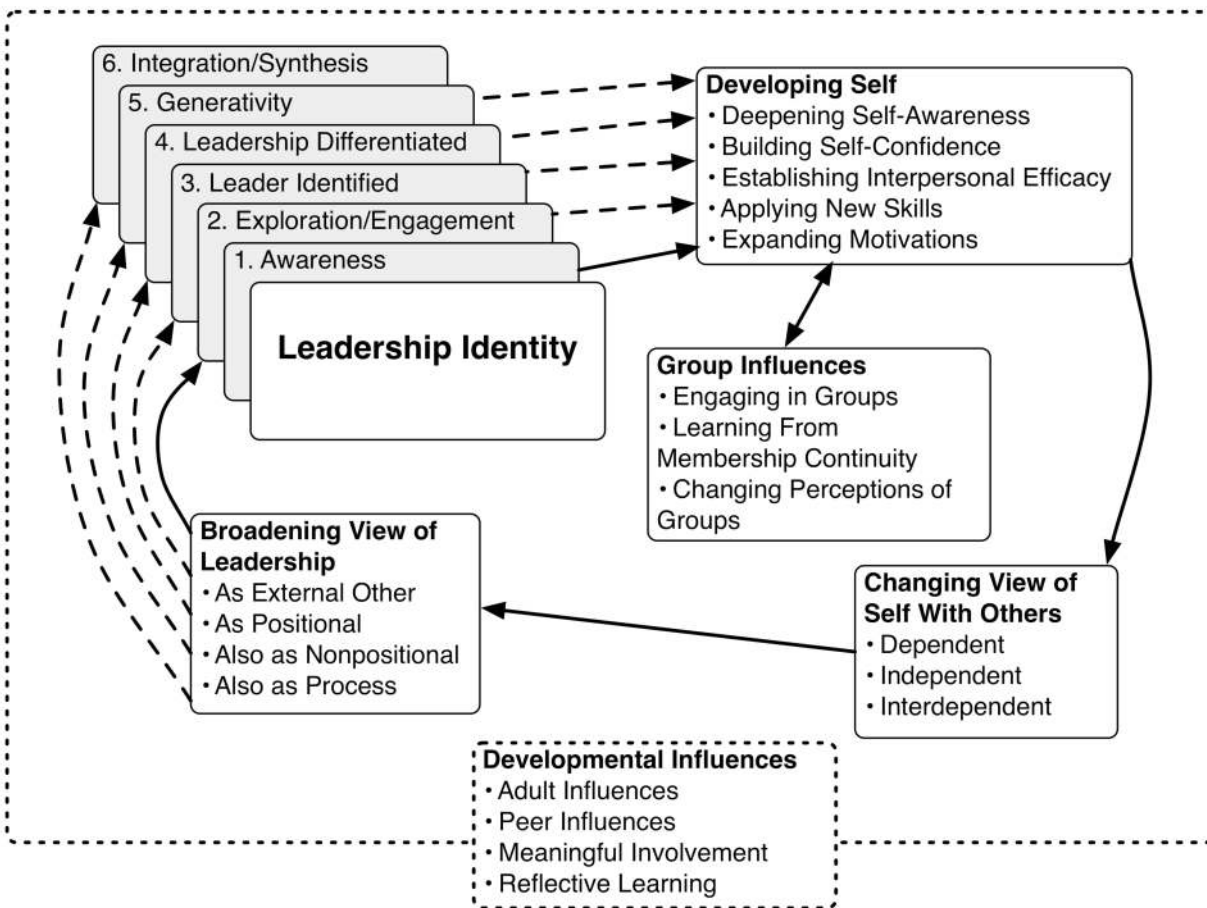 6. Integration/Synthesis
5. Generativity
4. Leadership Differentiated
3. Leader Identified
2. Exploration/Engagement
1. Awareness
Leadership Identity
Developing Self
• Deepening Self-Awareness
• Building Self-Confidence
• Establishing Interpersonal Efficacy
• Applying New Skills
• Expanding Motivations
Group Influences
• Engaging in Groups
• Learning From
Membership Continuity
• Changing Perceptions of
Groups
Changing View of
Self With Others
• Dependent
• Independent
• Interdependent
Broadening View of
Leadership
• As External Other
• As Positional
• Also as Nonpositional
• Also as Process
Developmental Influences
• Adult Influences
• Peer Influences
• Meaningful Involvement
• Reflective Learning